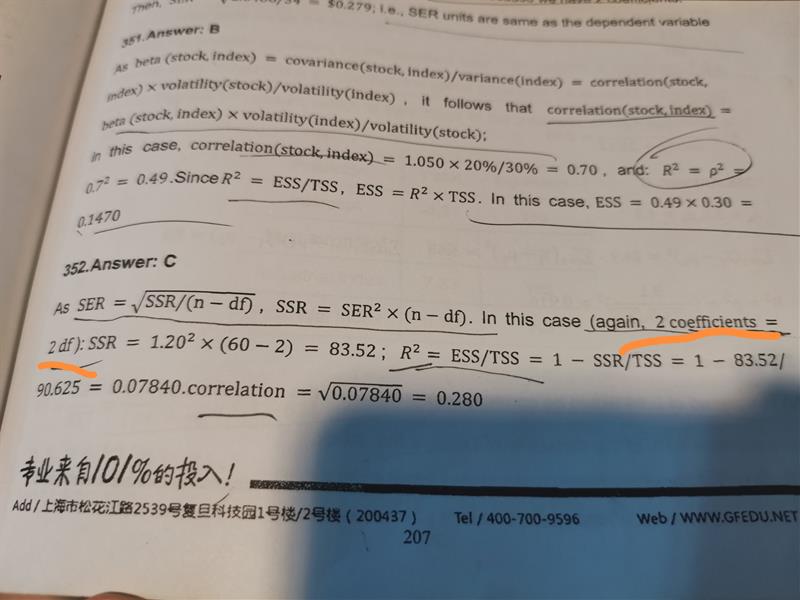 = $0.279; i.e., SER units are same as the dependent variable
351.Answer: B
As beta (stock, index) = covariance(stock, index)/variance(index) = correlation(stock,
index) × volatility(stock)/volatility(index) , it follows that correlation(stock, index) =
beta (stock, index) × volatility(index)/volatility(stock);
In this case, correlation(stock, index) = 1.050 × 20%/30% = 0.70 , and: R² = ρ² =
0.7² = 0.49.Since R² = ESS/TSS, ESS = R² × TSS. In this case, ESS = 0.49 × 0.30 =
0.1470
352.Answer: C
As SER = √SSR/(n − df) , SSR = SER² × (n − df). In this case (again, 2 coefficients =
2 df): SSR = 1.20² × (60 − 2) = 83.52 ; R² = ESS/TSS = 1 − SSR/TSS = 1 − 83.52/
90.625 = 0.07840.correlation = √0.07840 = 0.280
专业来自101%的投入!
Add / 上海市松花江路2539号复旦科技园1号楼/2号楼 ( 200437 ) Tel / 400-700-9596 Web / WWW.GFEDU.NET
207